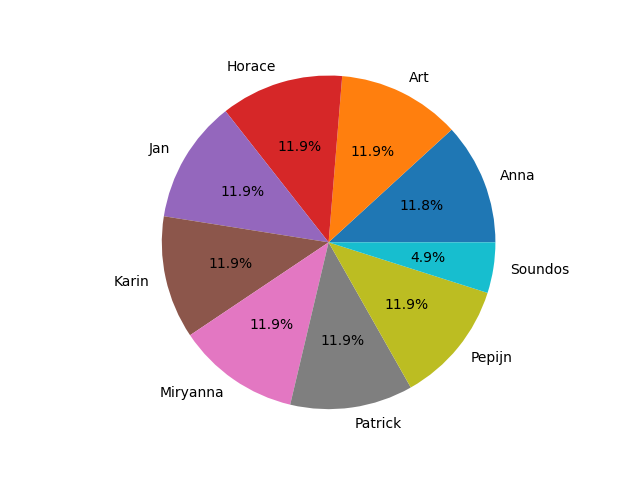 Horace
Art
Jan
11.9%
11.9%
Anna
11.9%
11.8%
Karin
11.9%
4.9%
Soundos
11.9%
11.9%
11.9%
Pepijn
Miryanna
Patrick